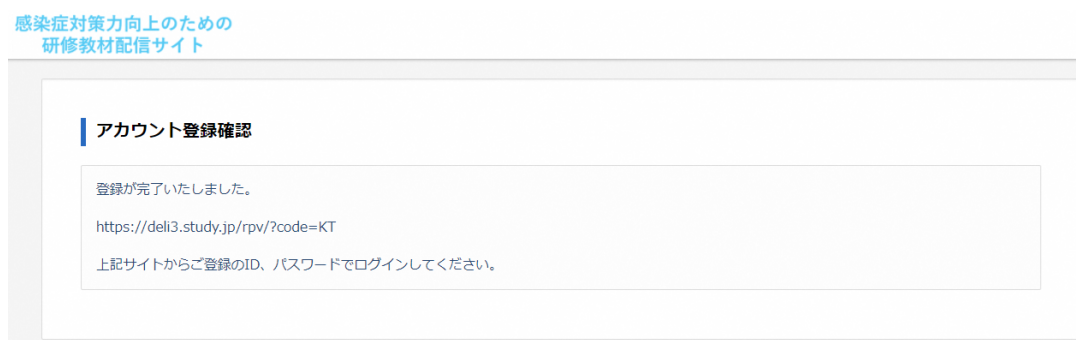 感染症対策力向上のための
研修教材配信サイト
アカウント登録確認
登録が完了いたしました。
https://deli3.study.jp/rpv/?code=KT
上記サイトからご登録のID、パスワードでログインしてください。